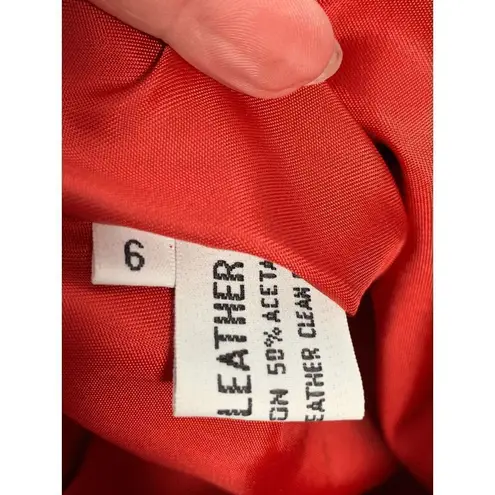 6
LEATHER
ON 50% ACETA
EATHER CLEAN